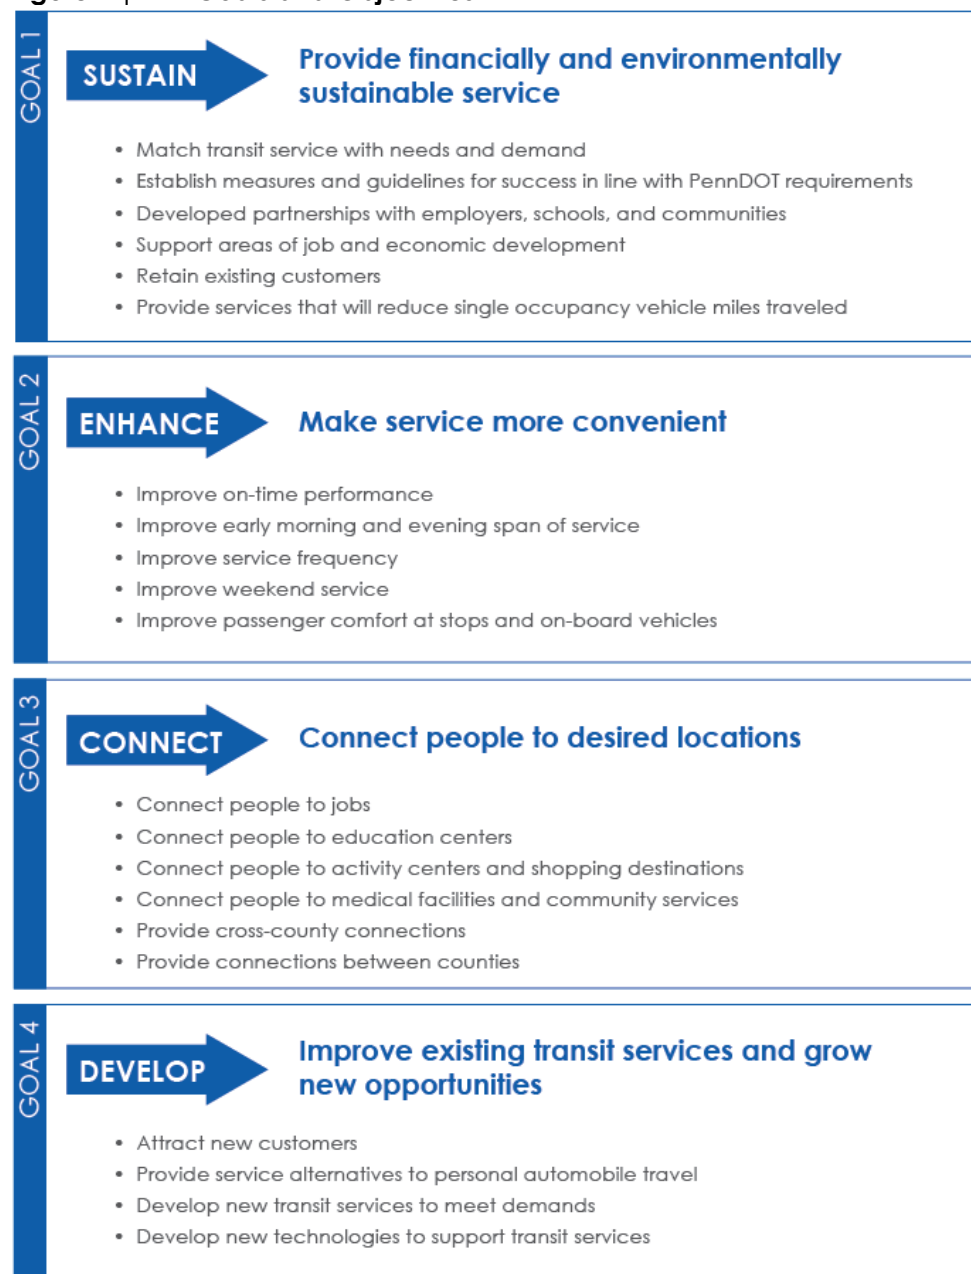 GOAL 1
SUSTAIN
Provide financially and environmentally
sustainable service
• Match transit service with needs and demand
• Establish measures and guidelines for success in line with PennDOT requirements
• Developed partnerships with employers, schools, and communities
• Support areas of job and economic development
• Retain existing customers
• Provide services that will reduce single occupancy vehicle miles traveled
GOAL 2
ENHANCE
Make service more convenient
• Improve on-time performance
• Improve early morning and evening span of service
• Improve service frequency
• Improve weekend service
• Improve passenger comfort at stops and on-board vehicles
GOAL 3
CONNECT
Connect people to desired locations
• Connect people to jobs
• Connect people to education centers
• Connect people to activity centers and shopping destinations
• Connect people to medical facilities and community services
• Provide cross-county connections
• Provide connections between counties
GOAL 4
DEVELOP
Improve existing transit services and grow
new opportunities
• Attract new customers
• Provide service alternatives to personal automobile travel
• Develop new transit services to meet demands
• Develop new technologies to support transit services